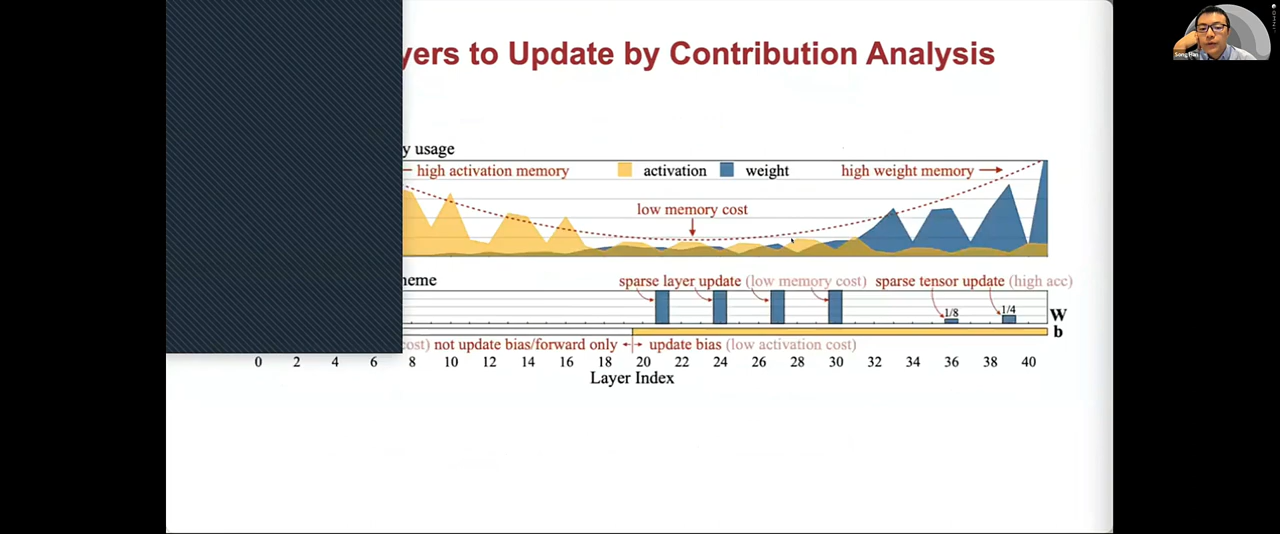 yers to Update by Contribution Analysis
y usage
high activation memory
activation
weight
high weight memory
low memory cost
heme
sparse layer update (low memory cost)
sparse tensor update (high acc)
1/8
1/4
W
b
cost) not update bias/forward only
update bias (low activation cost)
0 2 4 6 8 10 12 14 16 18 20 22 24 26 28 30 32 34 36 38 40
Layer Index
Song Han